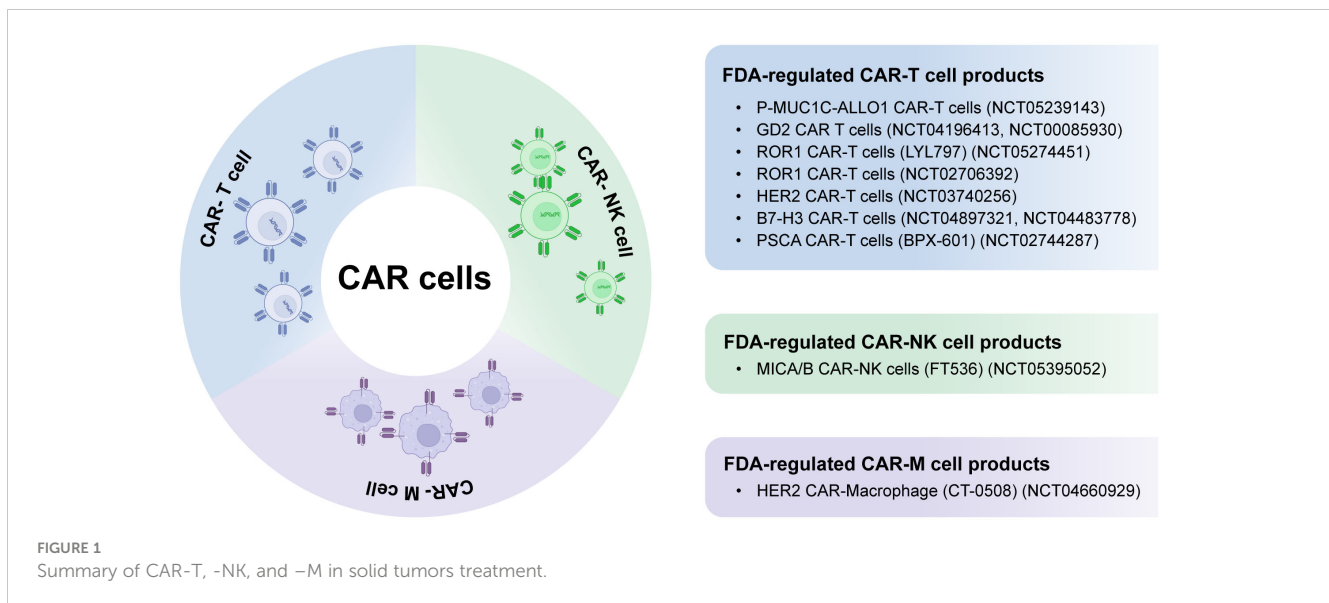 CAR- T cell
CAR- NK cell
CAR- M cell
CAR cells
FDA-regulated CAR-T cell products
• P-MUC1C-ALLO1 CAR-T cells (NCT05239143)
• GD2 CAR T cells (NCT04196413, NCT00085930)
• ROR1 CAR-T cells (LYL797) (NCT05274451)
• ROR1 CAR-T cells (NCT02706392)
• HER2 CAR-T cells (NCT03740256)
• B7-H3 CAR-T cells (NCT04897321, NCT04483778)
• PSCA CAR-T cells (BPX-601) (NCT02744287)
FDA-regulated CAR-NK cell products
• MICA/B CAR-NK cells (FT536) (NCT05395052)
FDA-regulated CAR-M cell products
• HER2 CAR-Macrophage (CT-0508) (NCT04660929)
FIGURE 1
Summary of CAR-T, -NK, and –M in solid tumors treatment.